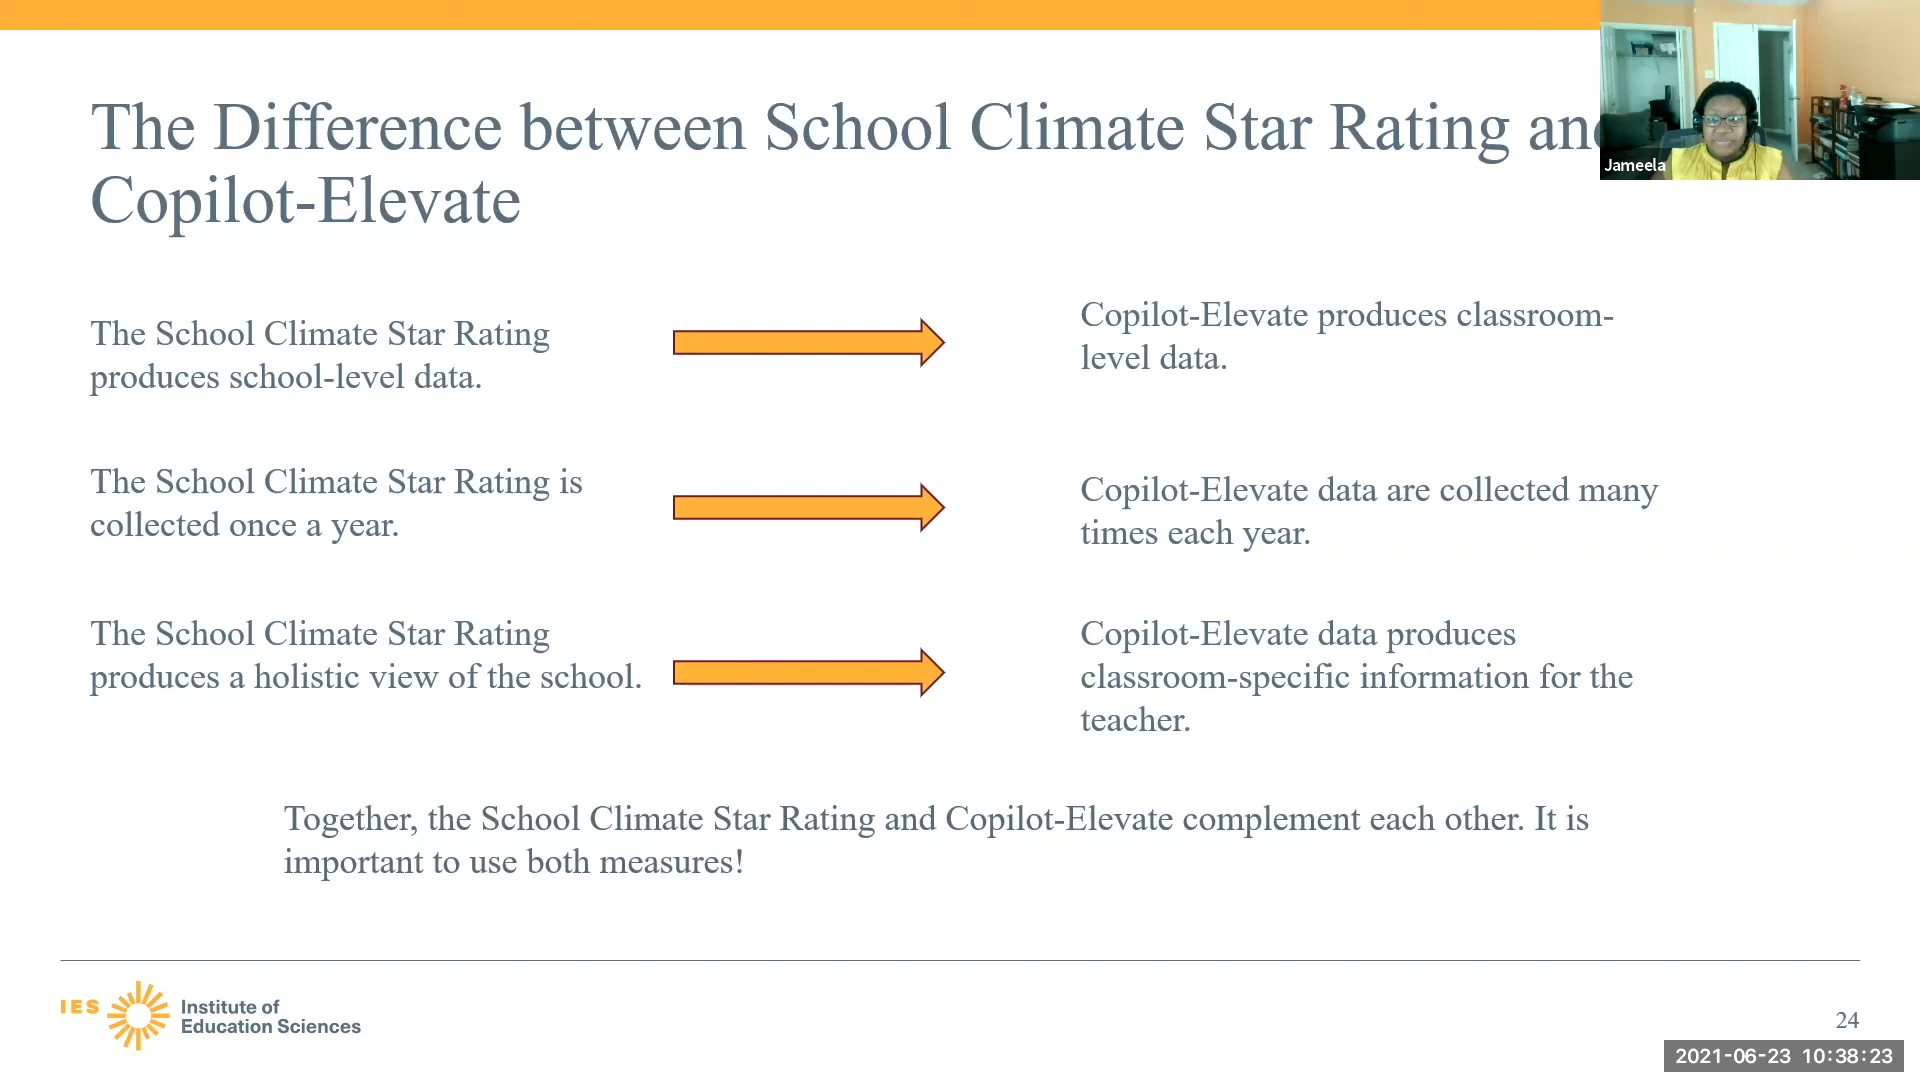 The Difference between School Climate Star Rating and
Copilot-Elevate
Jameela
The School Climate Star Rating
produces school-level data.
Copilot-Elevate produces classroom-
level data.
The School Climate Star Rating is
collected once a year.
Copilot-Elevate data are collected many
times each year.
The School Climate Star Rating
produces a holistic view of the school.
Copilot-Elevate data produces
classroom-specific information for the
teacher.
Together, the School Climate Star Rating and Copilot-Elevate complement each other. It is
important to use both measures!
IES
Institute of
Education Sciences
24
2021-06-23 10:38:23